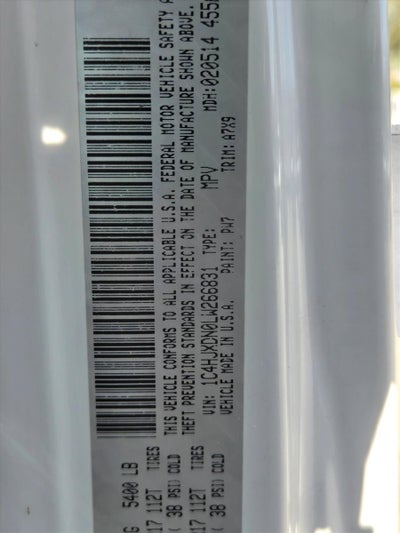 G 5400 LB
17 112T TIRES
( 38 PSI) COLD
THIS VEHICLE CONFORMS TO ALL APPLICABLE U.S.A. FEDERAL MOTOR VEHICLE SAFETY A
THEFT PREVENTION STANDARDS IN EFFECT ON THE DATE OF MANUFACTURE SHOWN ABOVE.
17 112T TIRES
( 38 PSI) COLD
VIN: 1C4HJXDN0LW266831 TYPE: MPV MDH:020514 455
VEHICLE MADE IN U.S.A. PAINT: PW7 TRIM: A7X9